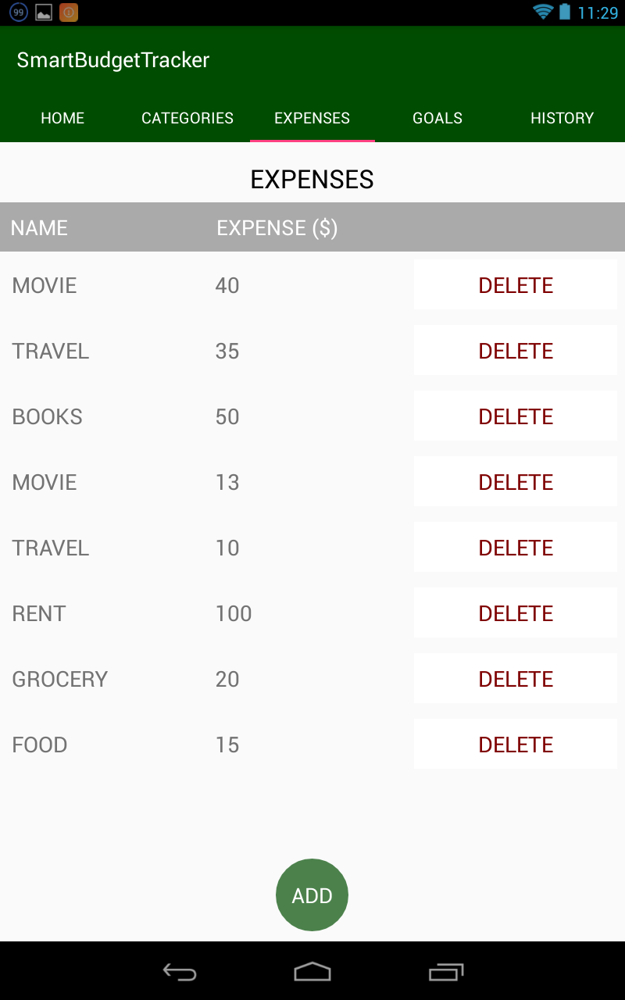 99 11:29
SmartBudgetTracker
HOME CATEGORIES EXPENSES GOALS HISTORY
EXPENSES
NAME EXPENSE ($)
MOVIE 40 DELETE
TRAVEL 35 DELETE
BOOKS 50 DELETE
MOVIE 13 DELETE
TRAVEL 10 DELETE
RENT 100 DELETE
GROCERY 20 DELETE
FOOD 15 DELETE
ADD